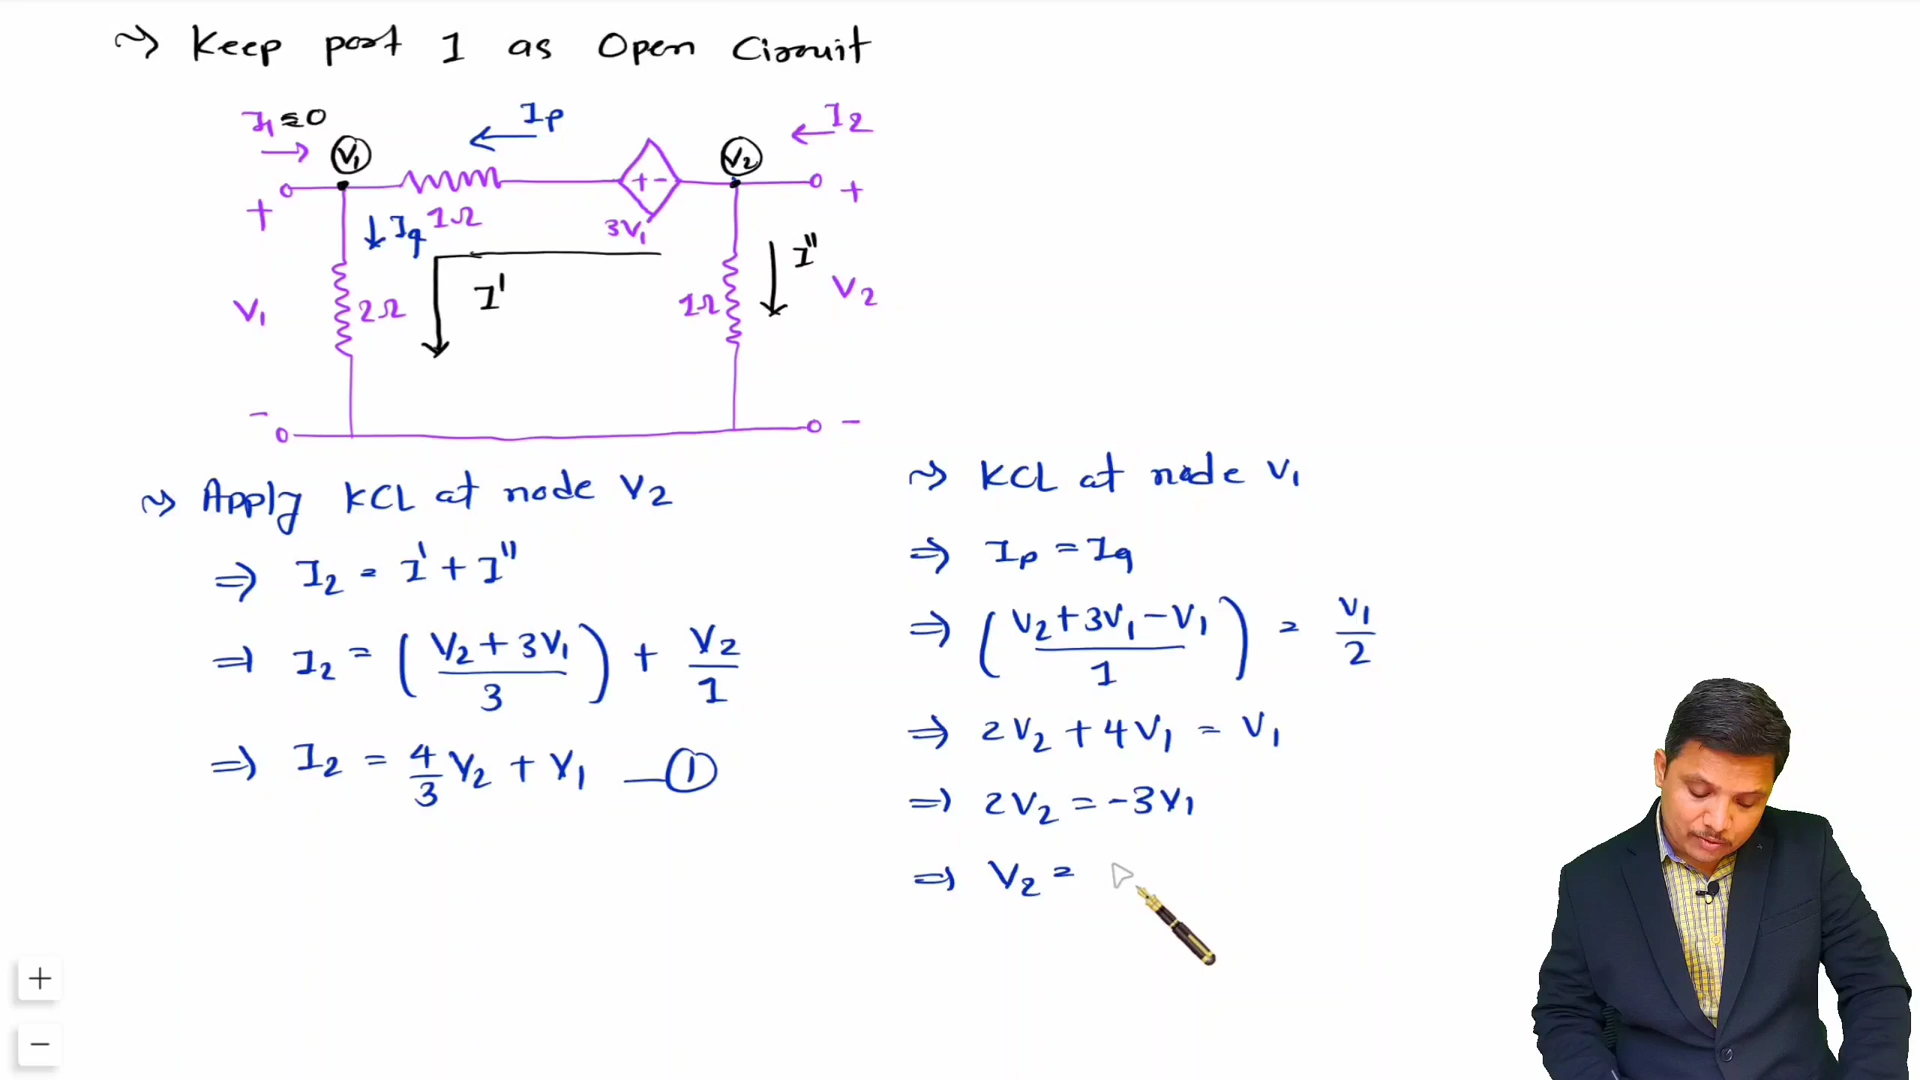 ~> Keep port 1 as Open Circuit
I1 = 0
Ip
I2
V1
V2
+
+ -
+
1Ω
Iq
3V1
I'
I''
V1
2Ω
1Ω
V2
-
-
~> Apply KCL at node V2
⇒ I2 = I' + I''
⇒ I2 = ( (V2 + 3V1) / 3 ) + V2 / 1
⇒ I2 = 4/3 V2 + V1 — ①
~> KCL at node V1
⇒ Ip = Iq
⇒ ( (V2 + 3V1 - V1) / 1 ) = V1 / 2
⇒ 2V2 + 4V1 = V1
⇒ 2V2 = -3V1
⇒ V2 =
+
−